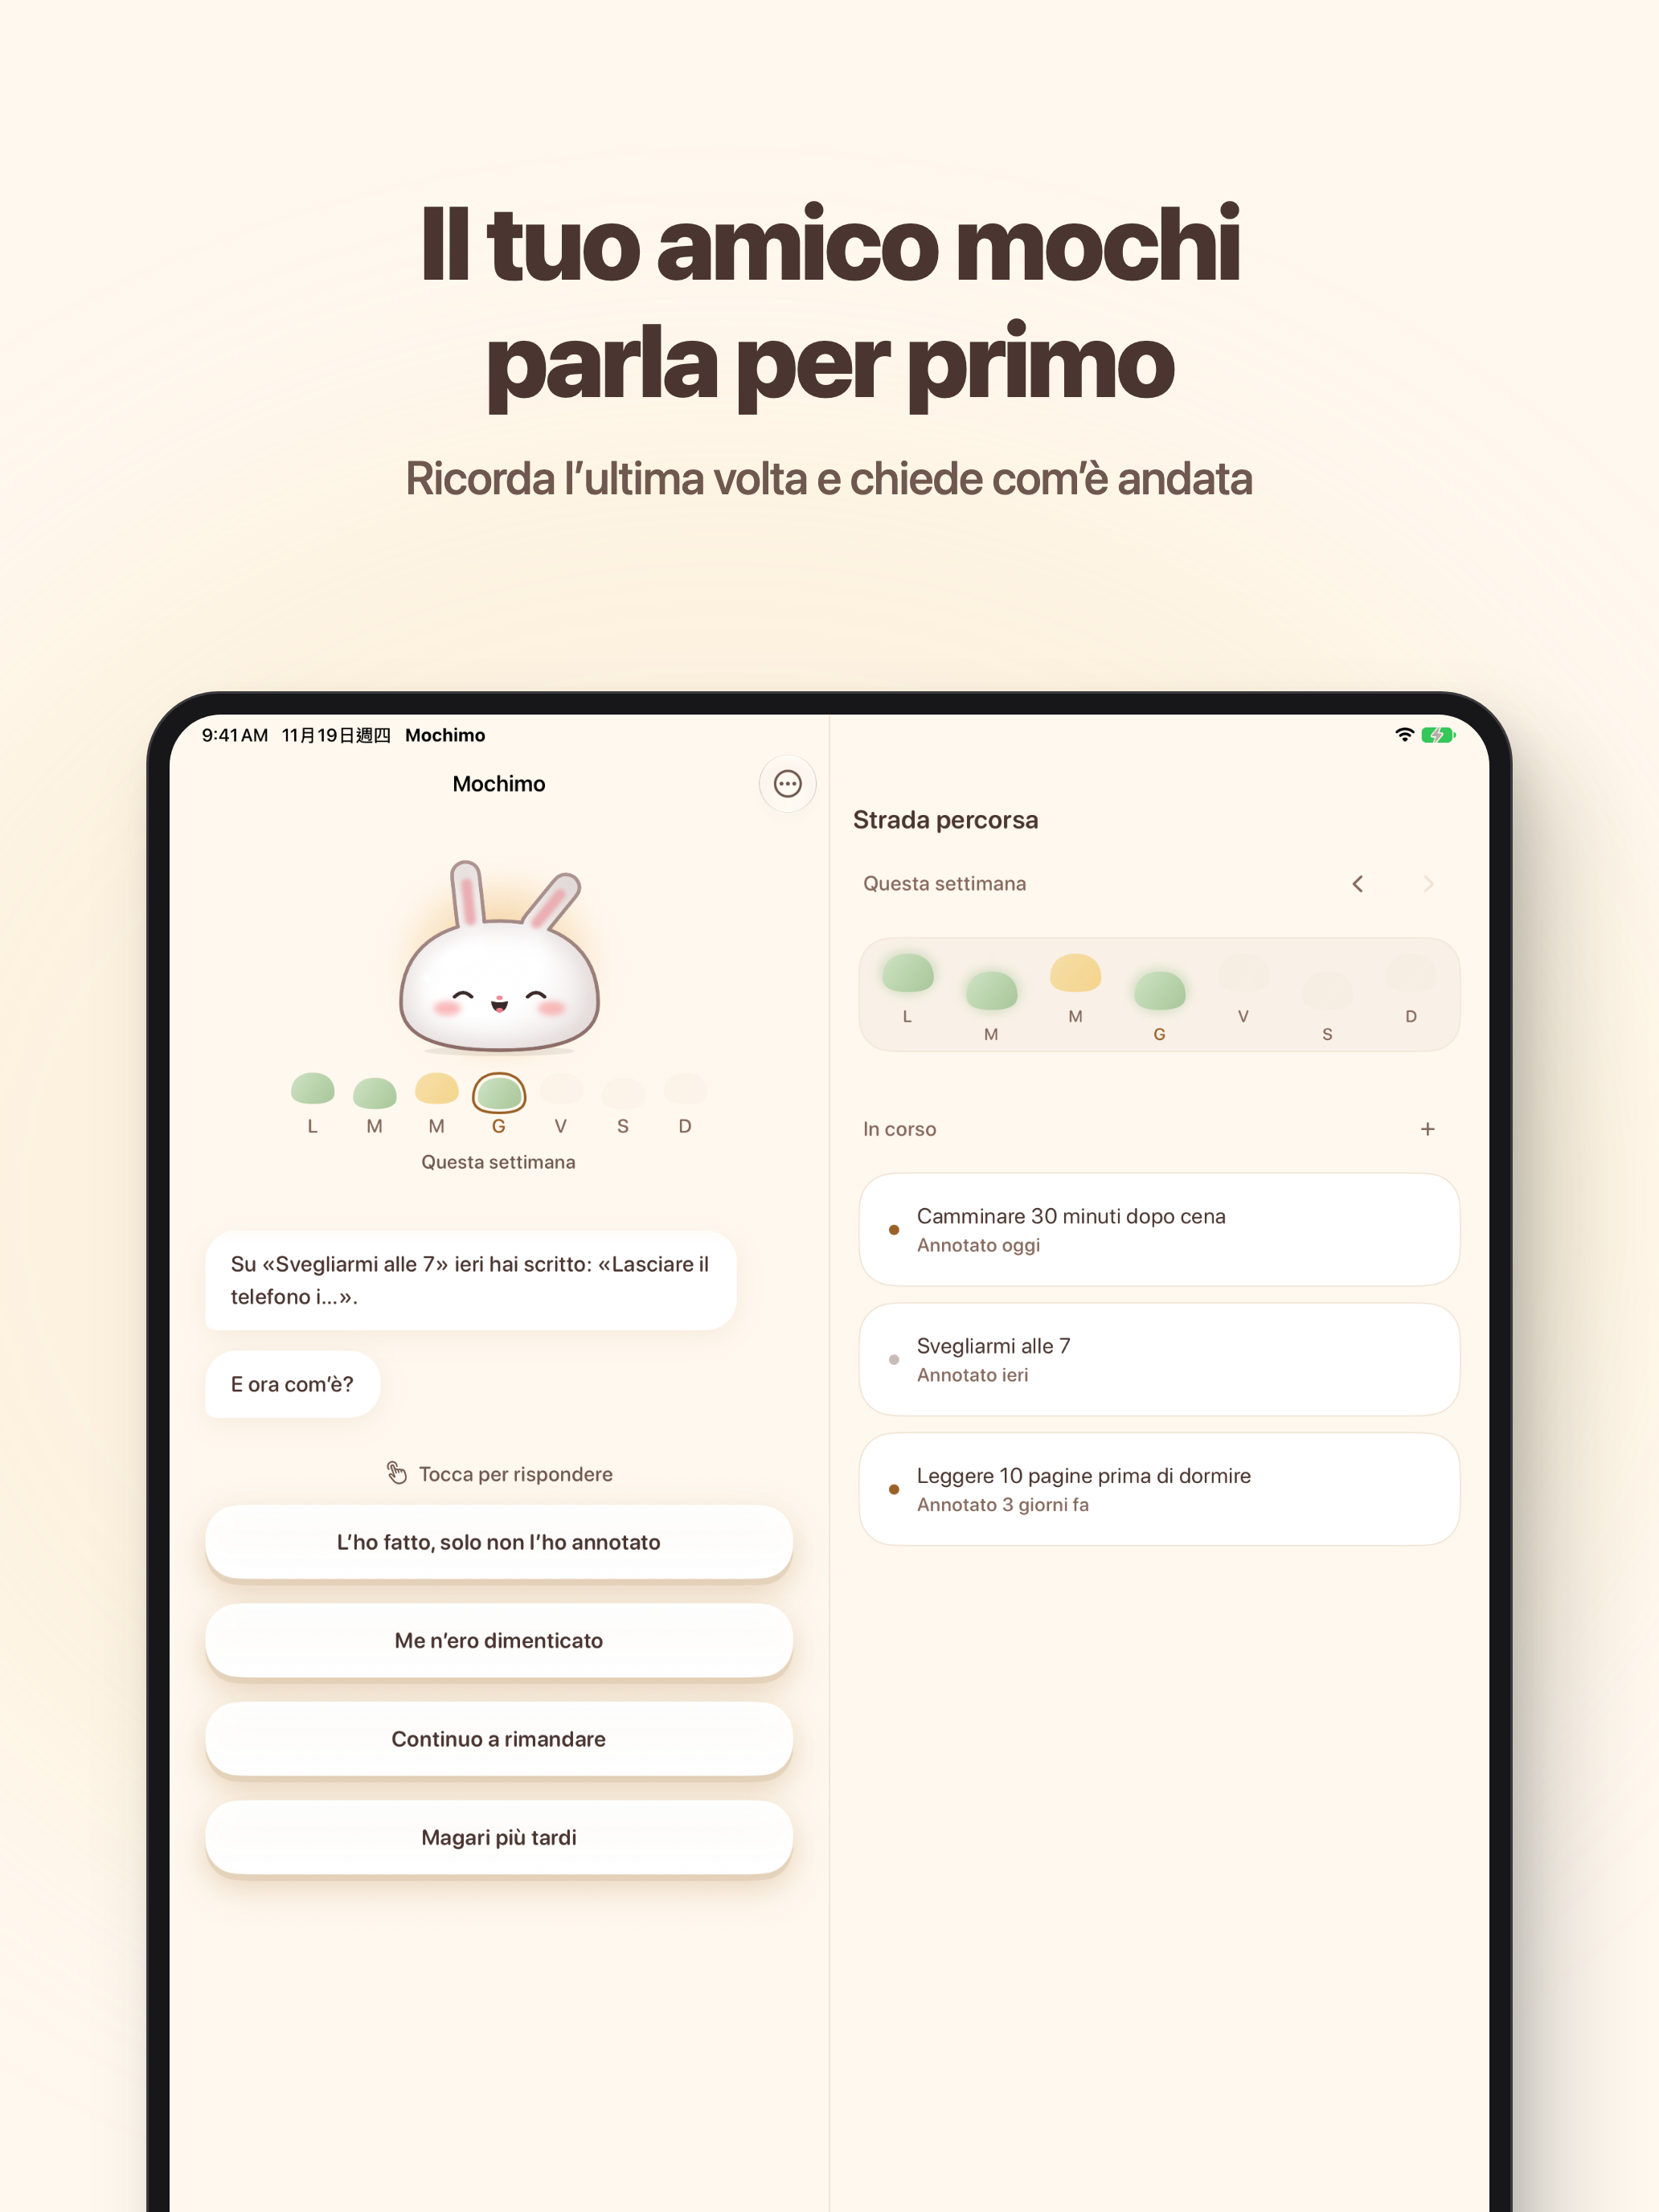 Il tuo amico mochi
parla per primo
Ricorda l’ultima volta e chiede com’è andata
9:41 AM 11月19日週四 Mochimo
Mochimo
L M M G V S D
Questa settimana
Su «Svegliarmi alle 7» ieri hai scritto: «Lasciare il
telefono i...».
E ora com’è?
Tocca per rispondere
L’ho fatto, solo non l’ho annotato
Me n’ero dimenticato
Continuo a rimandare
Magari più tardi
Strada percorsa
Questa settimana
L M M G V S D
In corso
Camminare 30 minuti dopo cena
Annotato oggi
Svegliarmi alle 7
Annotato ieri
Leggere 10 pagine prima di dormire
Annotato 3 giorni fa